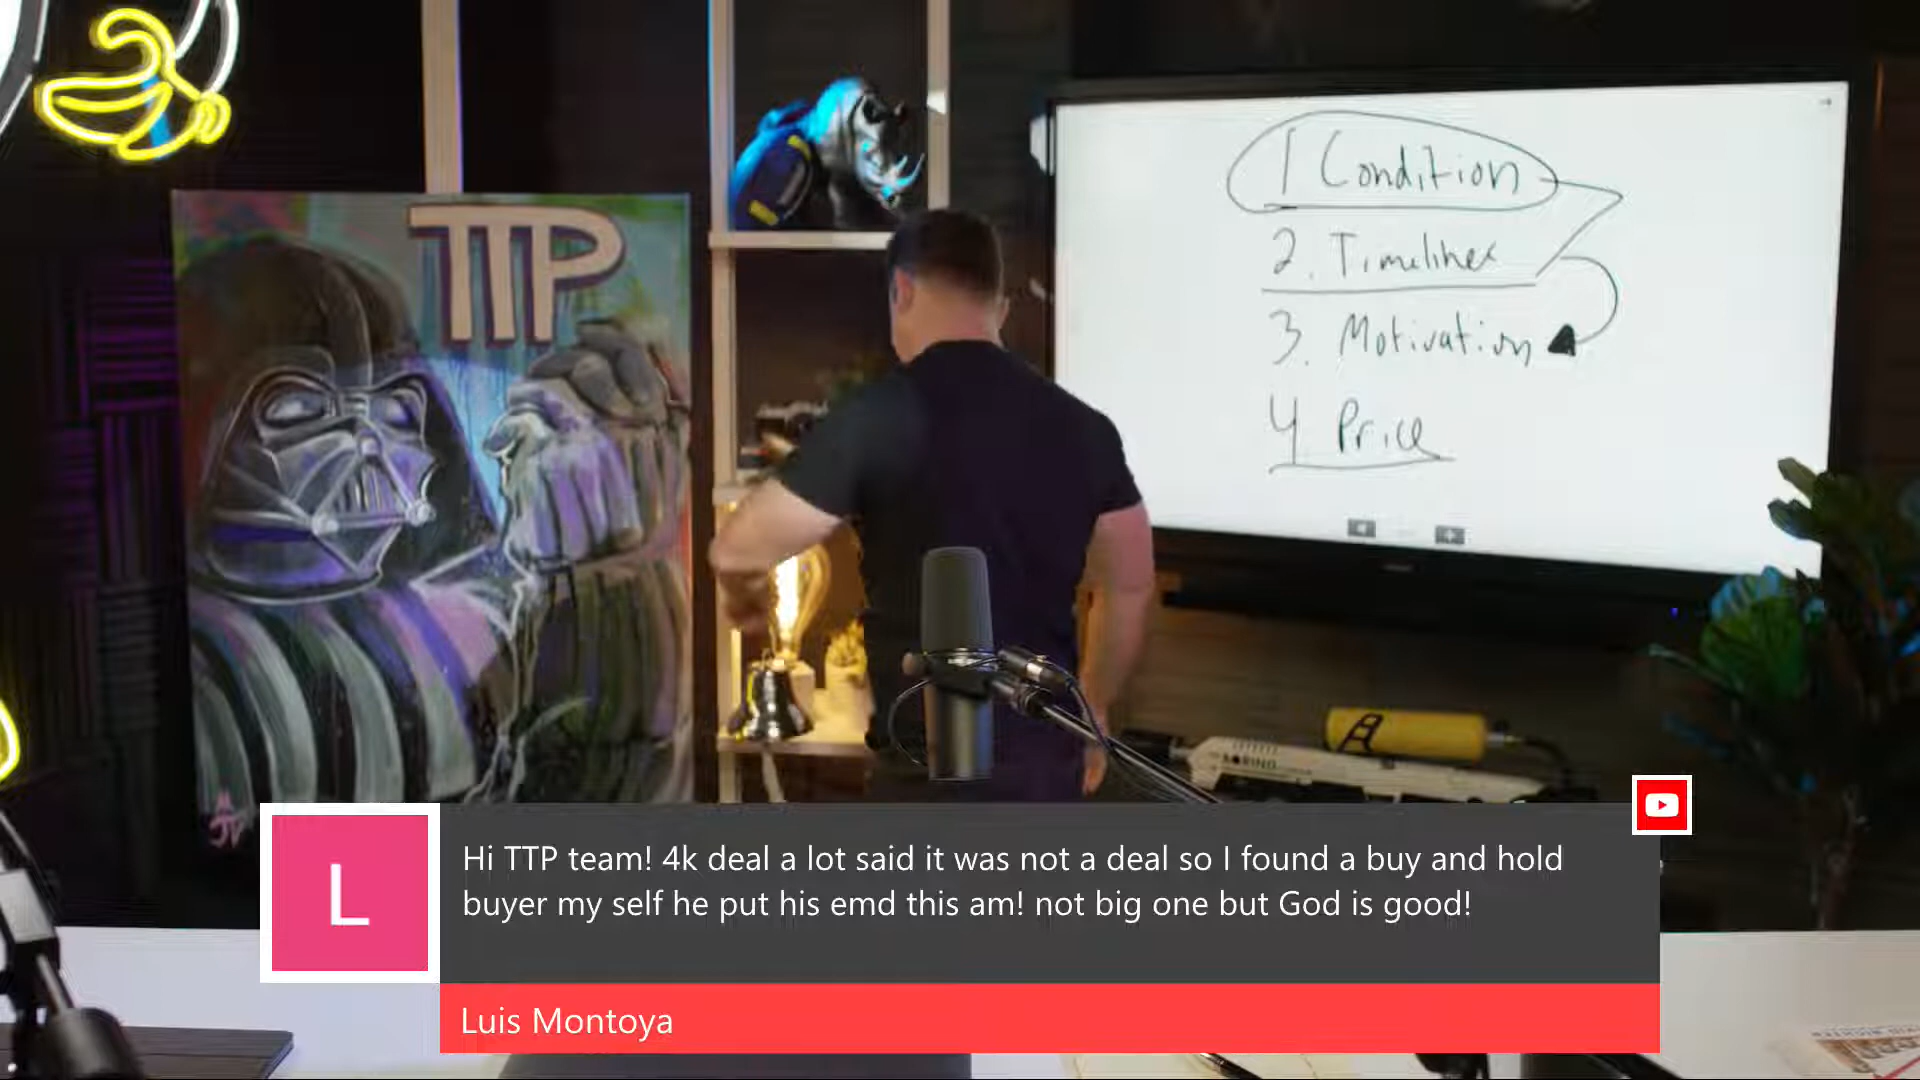 TTP
1 Condition
2. Timeline
3. Motivation
4 Price
BORING
Hi TTP team! 4k deal a lot said it was not a deal so I found a buy and hold
buyer my self he put his emd this am! not big one but God is good!
L
Luis Montoya